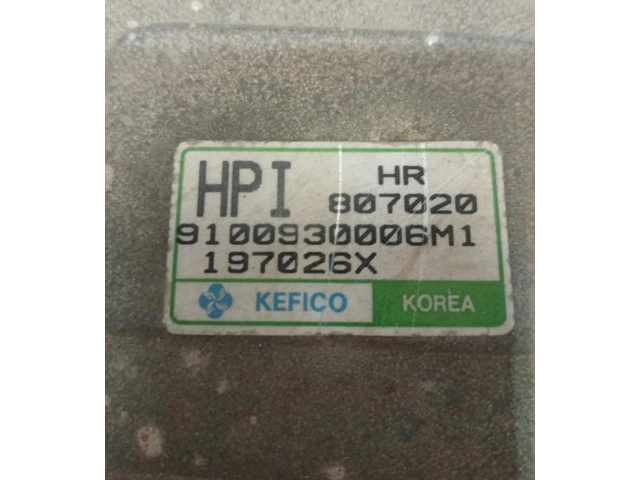 HPI HR
807020
9100930006M1
197026X
KEFICO KOREA